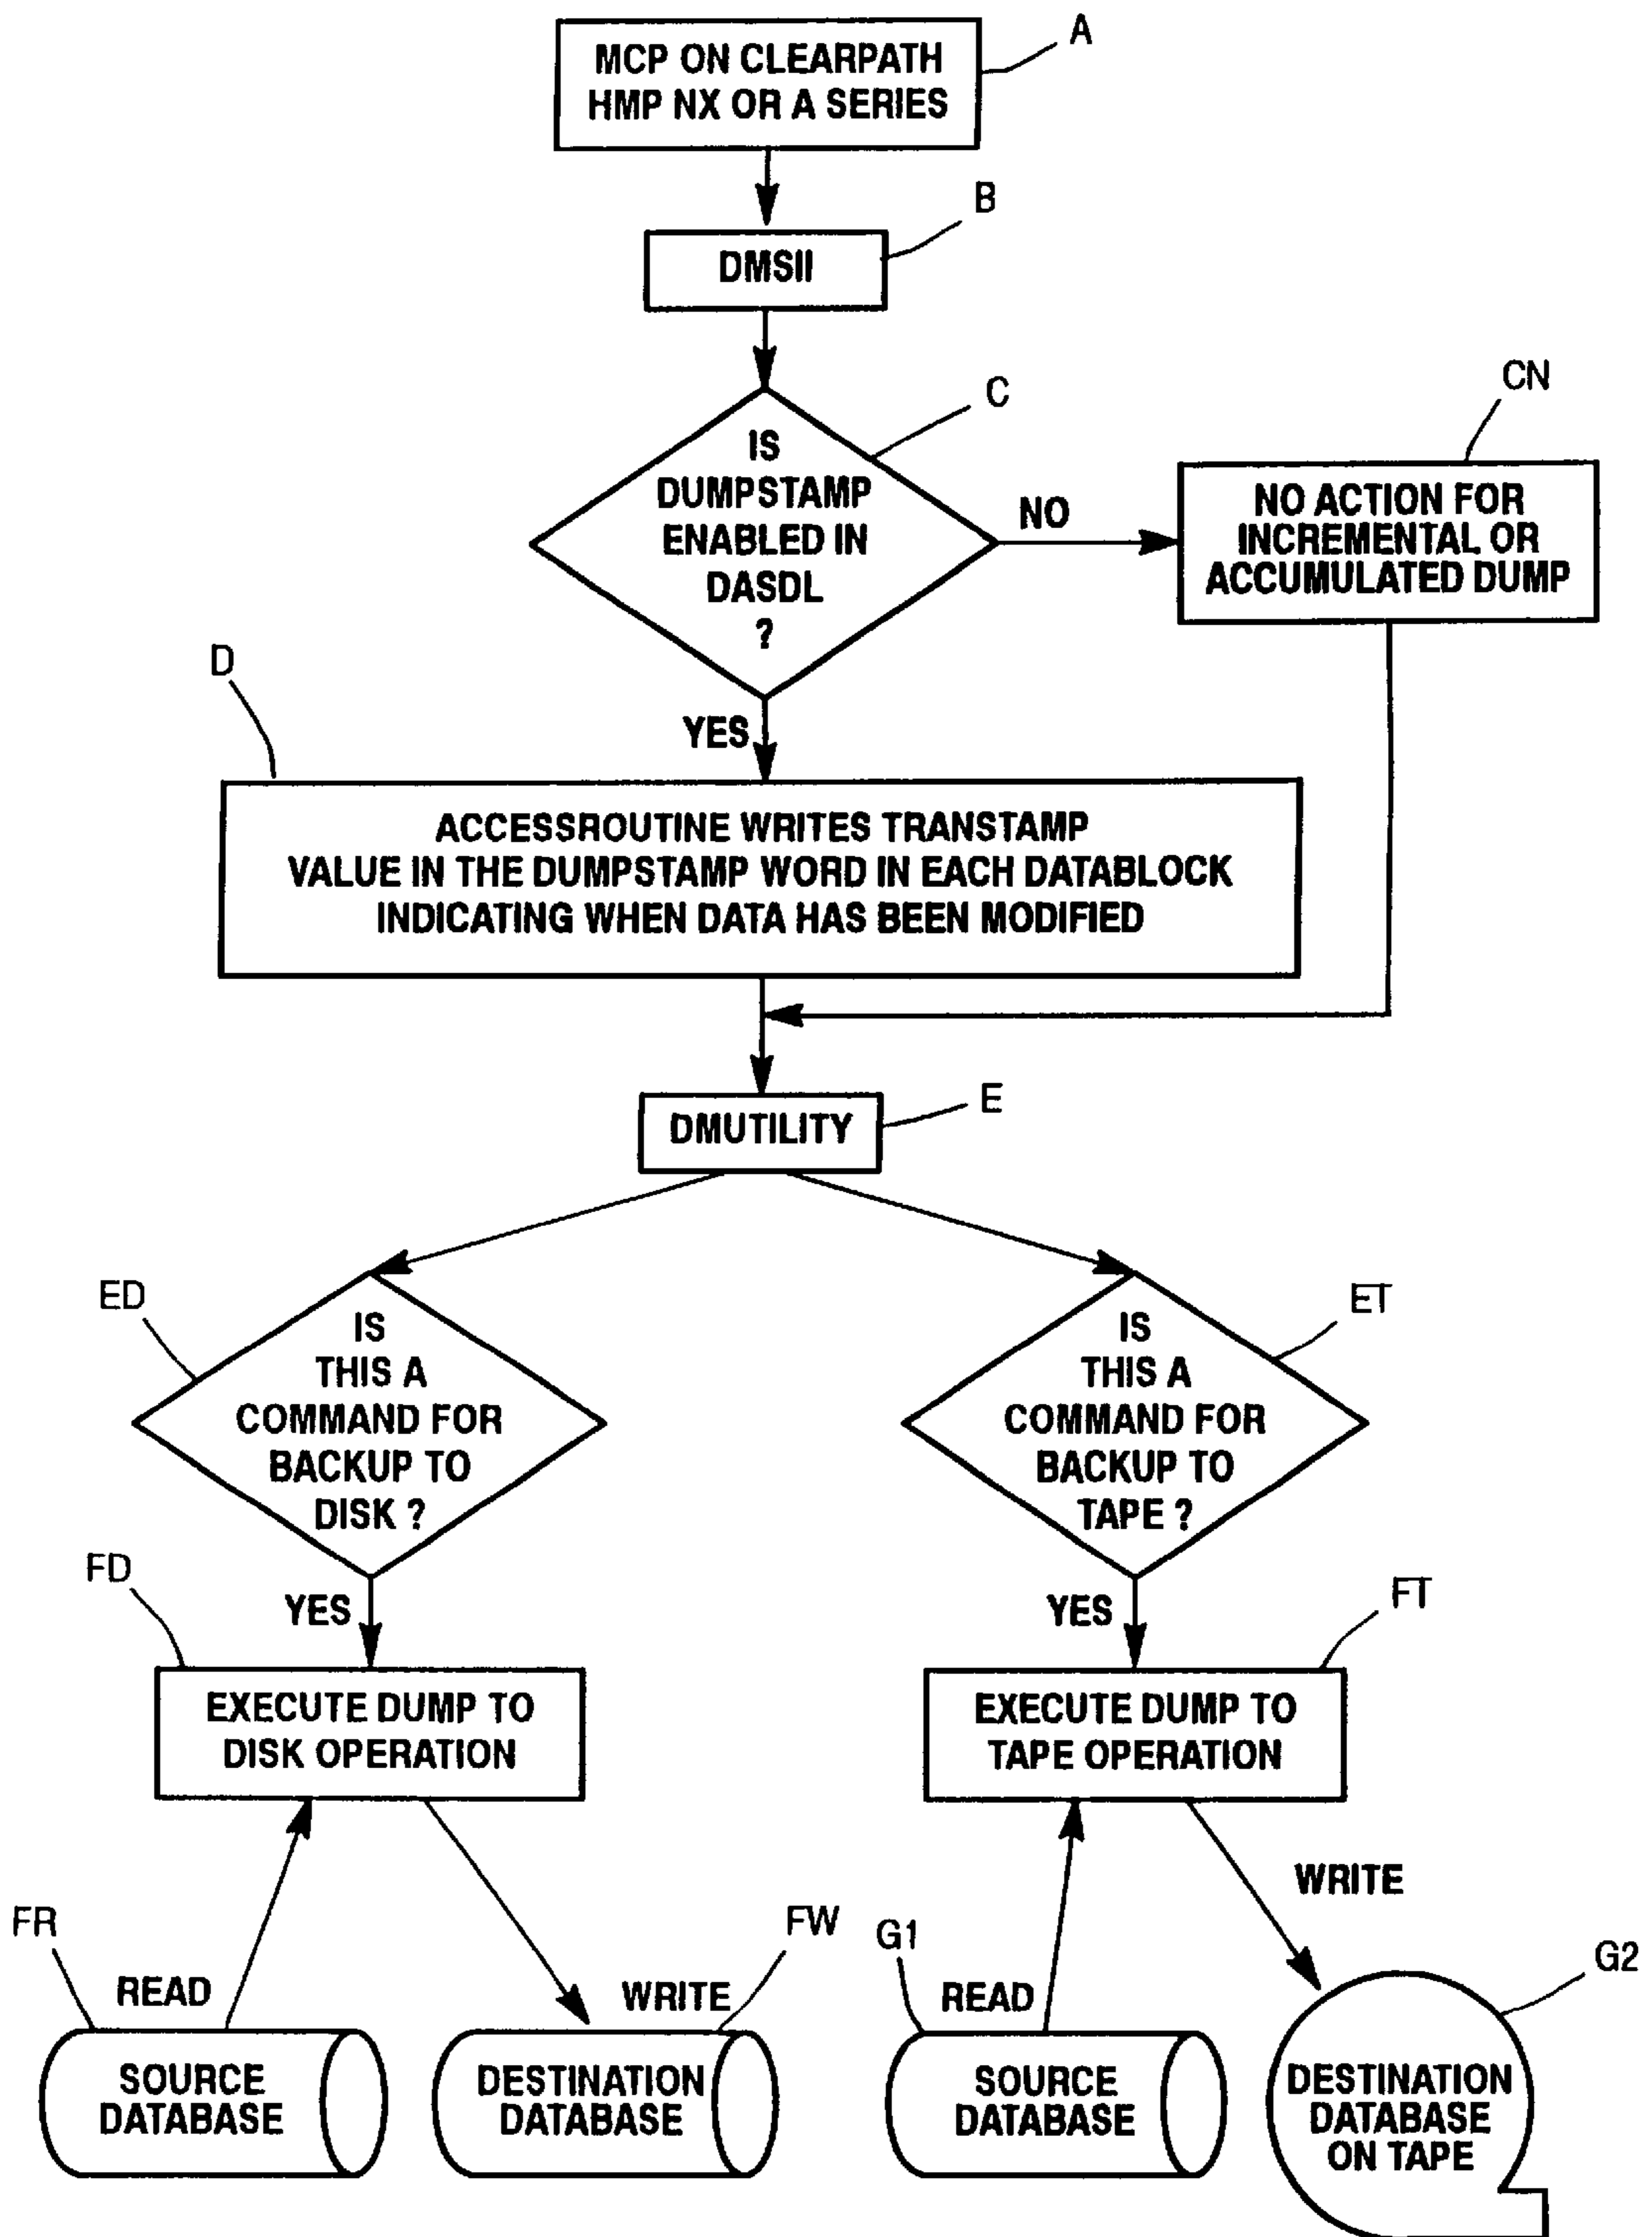 A
MCP ON CLEARPATH
HMP NX OR A SERIES
B
DMSII
C
IS
DUMPSTAMP
ENABLED IN
DASDL
?
NO
CN
NO ACTION FOR
INCREMENTAL OR
ACCUMULATED DUMP
YES
D
ACCESSROUTINE WRITES TRANSTAMP
VALUE IN THE DUMPSTAMP WORD IN EACH DATABLOCK
INDICATING WHEN DATA HAS BEEN MODIFIED
E
DMUTILITY
ED
IS
THIS A
COMMAND FOR
BACKUP TO
DISK ?
ET
IS
THIS A
COMMAND FOR
BACKUP TO
TAPE ?
FD
YES
EXECUTE DUMP TO
DISK OPERATION
YES
FT
EXECUTE DUMP TO
TAPE OPERATION
FR
READ
SOURCE
DATABASE
FW
WRITE
DESTINATION
DATABASE
G1
READ
SOURCE
DATABASE
WRITE
G2
DESTINATION
DATABASE
ON TAPE